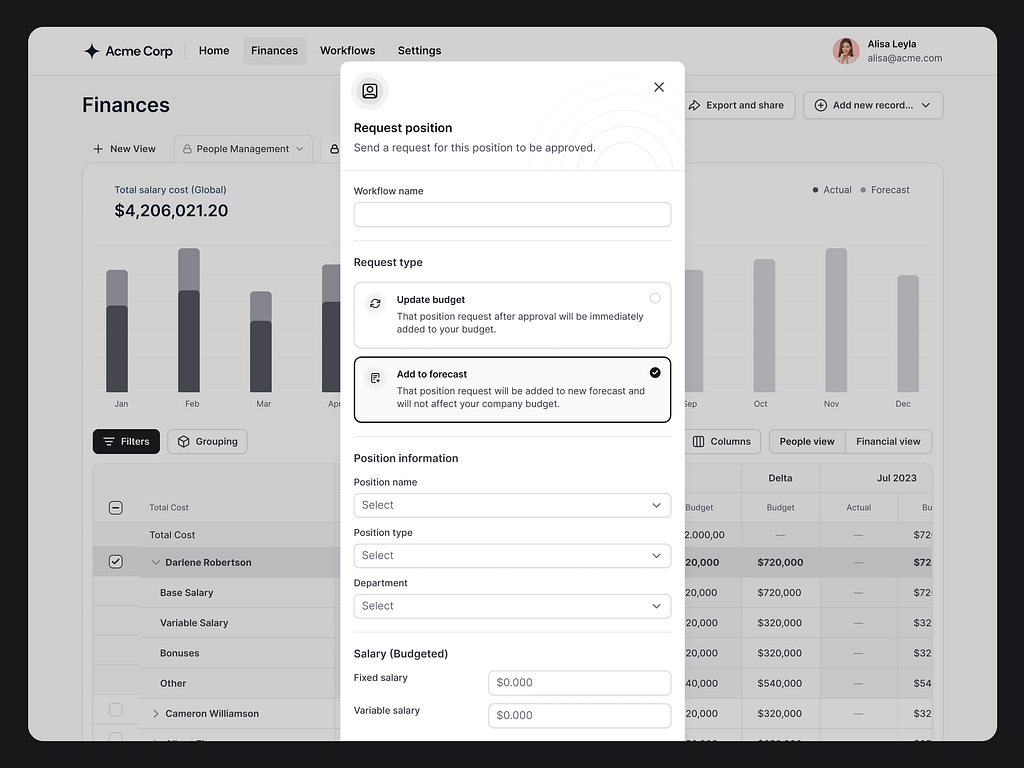 Acme Corp
Home
Finances
Workflows
Settings
Alisa Leyla
alisa@acme.com
Finances
Export and share
Add new record...
New View
People Management
Total salary cost (Global)
$4,206,021.20
Actual
Forecast
Jan
Feb
Mar
Apr
Sep
Oct
Nov
Dec
Filters
Grouping
Columns
People view
Financial view
Delta
Jul 2023
Total Cost
Budget
Budget
Actual
Bu
Total Cost
2.000,00
—
—
$72
Darlene Robertson
20,000
$720,000
—
$72
Base Salary
20,000
$720,000
—
$72
Variable Salary
20,000
$320,000
—
$32
Bonuses
20,000
$320,000
—
$32
Other
40,000
$540,000
—
$54
Cameron Williamson
20,000
$320,000
—
$32
Request position
Send a request for this position to be approved.
Workflow name
Request type
Update budget
That position request after approval will be immediately
added to your budget.
Add to forecast
That position request will be added to new forecast and
will not affect your company budget.
Position information
Position name
Select
Position type
Select
Department
Select
Salary (Budgeted)
Fixed salary
$0.000
Variable salary
$0.000